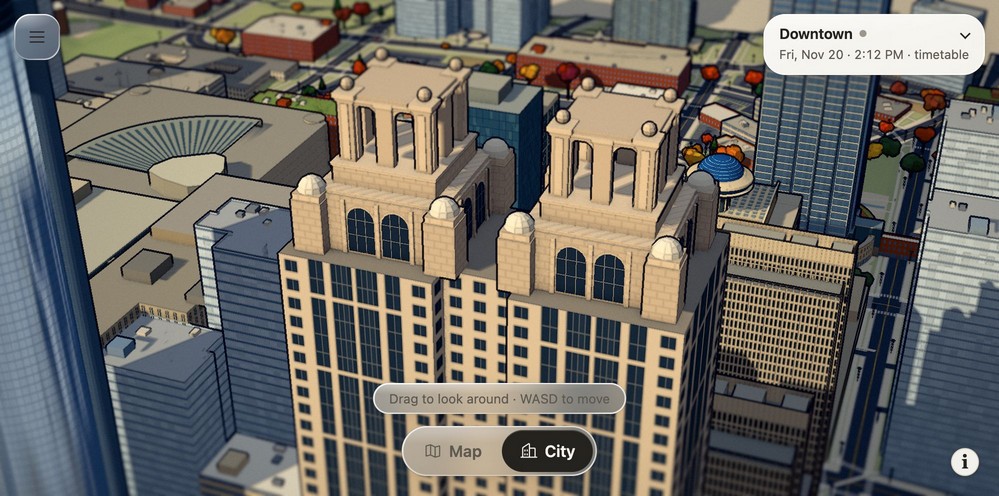 Downtown
Fri, Nov 20 · 2:12 PM · timetable
Drag to look around · WASD to move
Map
City
i